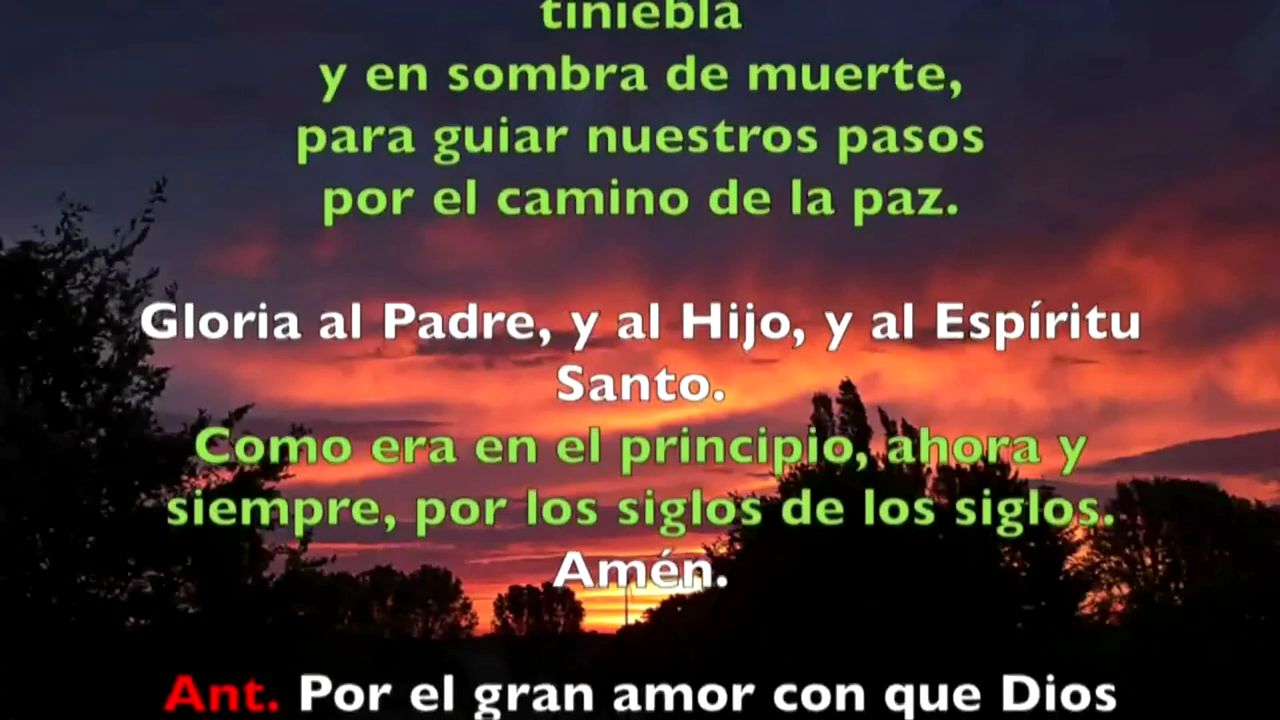 tiniebla
y en sombra de muerte,
para guiar nuestros pasos
por el camino de la paz.
Gloria al Padre, y al Hijo, y al Espíritu
Santo.
Como era en el principio, ahora y
siempre, por los siglos de los siglos.
Amén.
Ant. Por el gran amor con que Dios